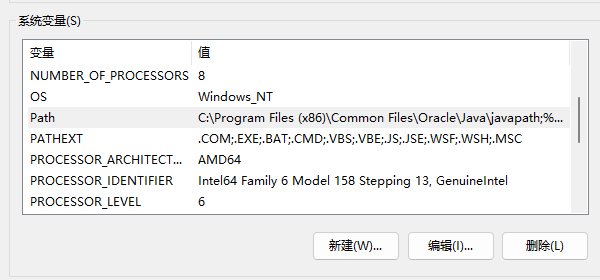 系统变量(S)
变量 值
NUMBER_OF_PROCESSORS 8
OS Windows_NT
Path C:\Program Files (x86)\Common Files\Oracle\Java\javapath;%...
PATHEXT .COM;.EXE;.BAT;.CMD;.VBS;.VBE;.JS;.JSE;.WSF;.WSH;.MSC
PROCESSOR_ARCHITECT... AMD64
PROCESSOR_IDENTIFIER Intel64 Family 6 Model 158 Stepping 13, GenuineIntel
PROCESSOR_LEVEL 6
新建(W)... 编辑(I)... 删除(L)